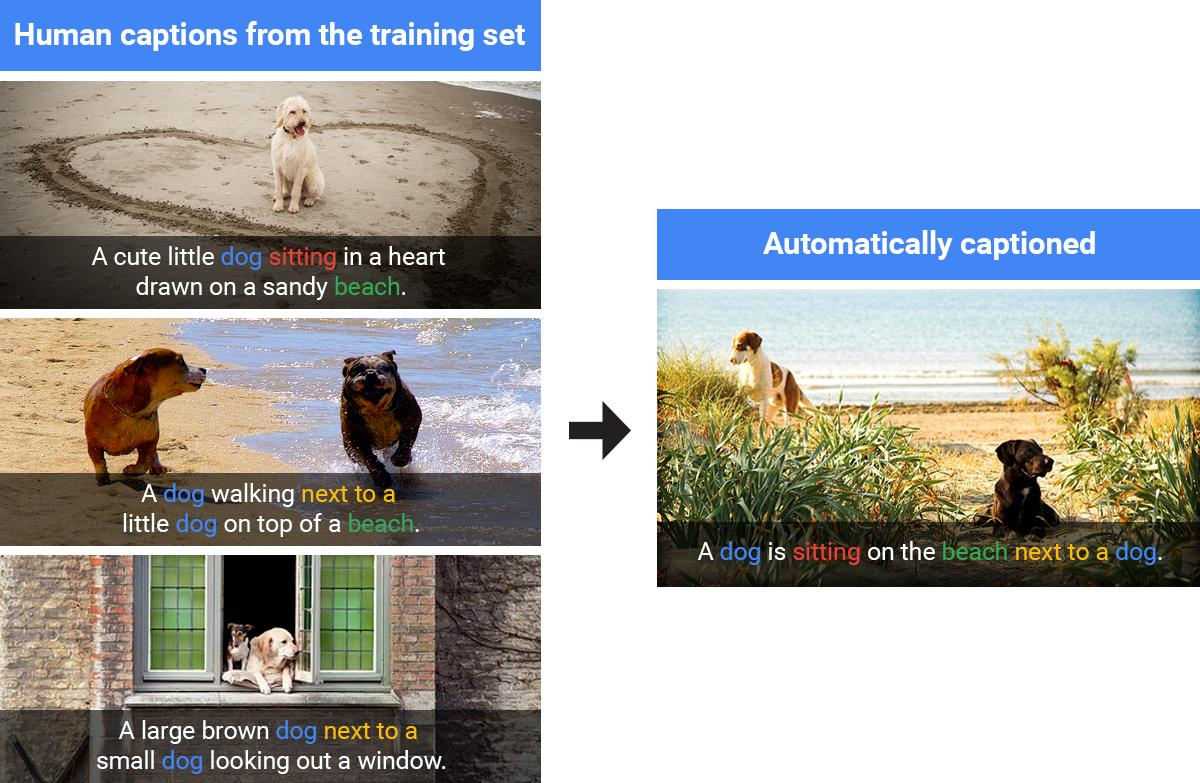 Human captions from the training set
A cute little dog sitting in a heart
drawn on a sandy beach.
A dog walking next to a
little dog on top of a beach.
A large brown dog next to a
small dog looking out a window.
Automatically captioned
A dog is sitting on the beach next to a dog.